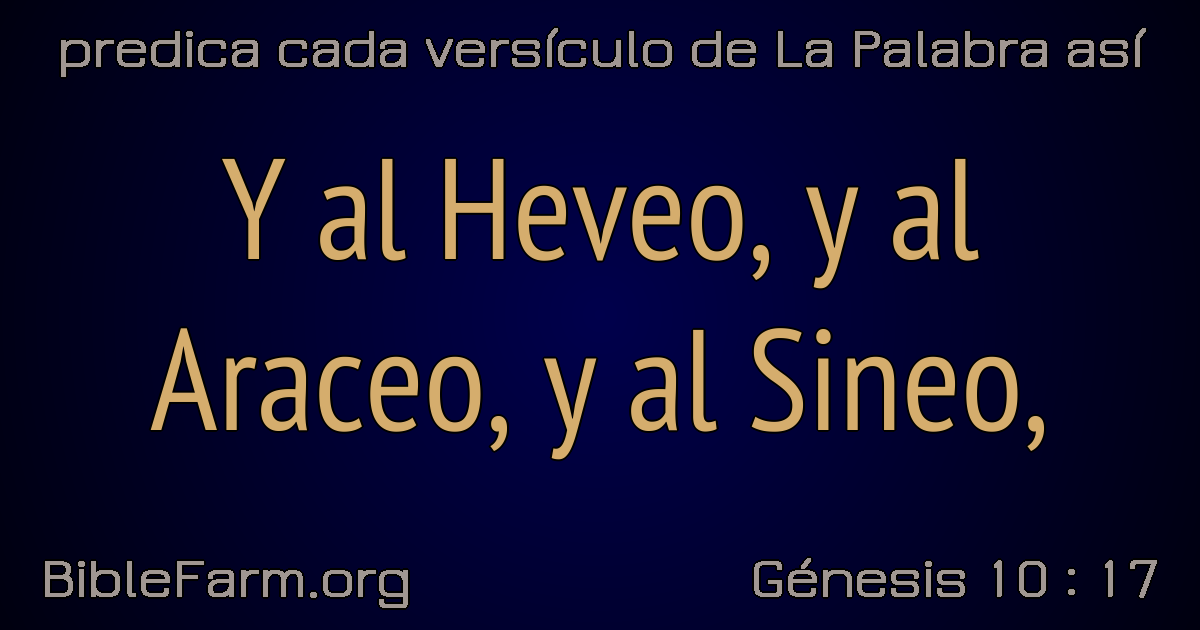 predica cada versículo de La Palabra así
Y al Heveo, y al
Araceo, y al Sineo,
BibleFarm.org
Génesis 10 : 17